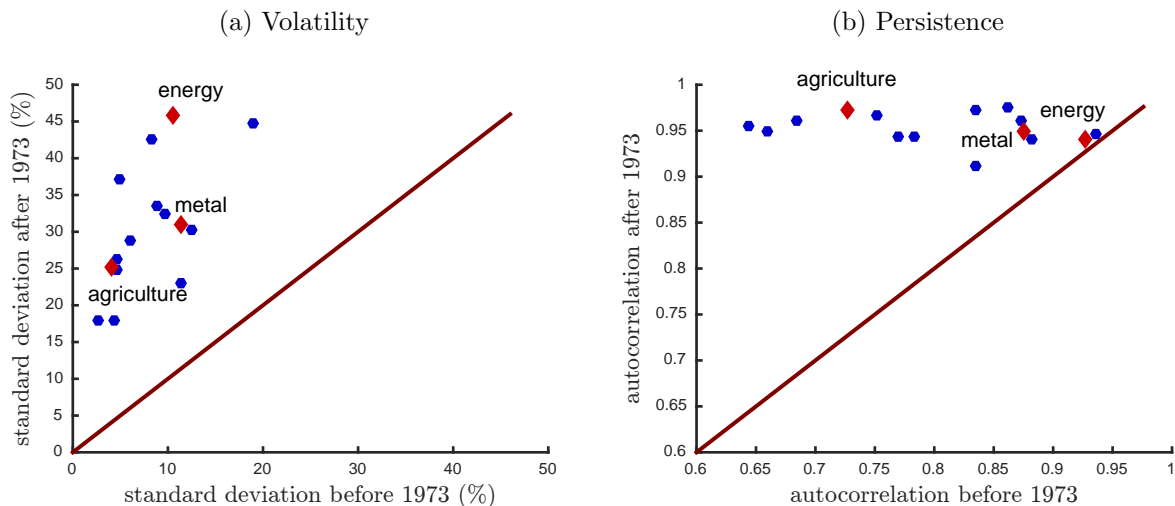 (a) Volatility
standard deviation after 1973 (%)
50
45
40
35
30
25
20
15
10
5
0
energy
metal
agriculture
0
10
20
30
40
50
standard deviation before 1973 (%)
(b) Persistence
autocorrelation after 1973
1
0.95
0.9
0.85
0.8
0.75
0.7
0.65
0.6
agriculture
energy
metal
0.6
0.65
0.7
0.75
0.8
0.85
0.9
0.95
1
autocorrelation before 1973